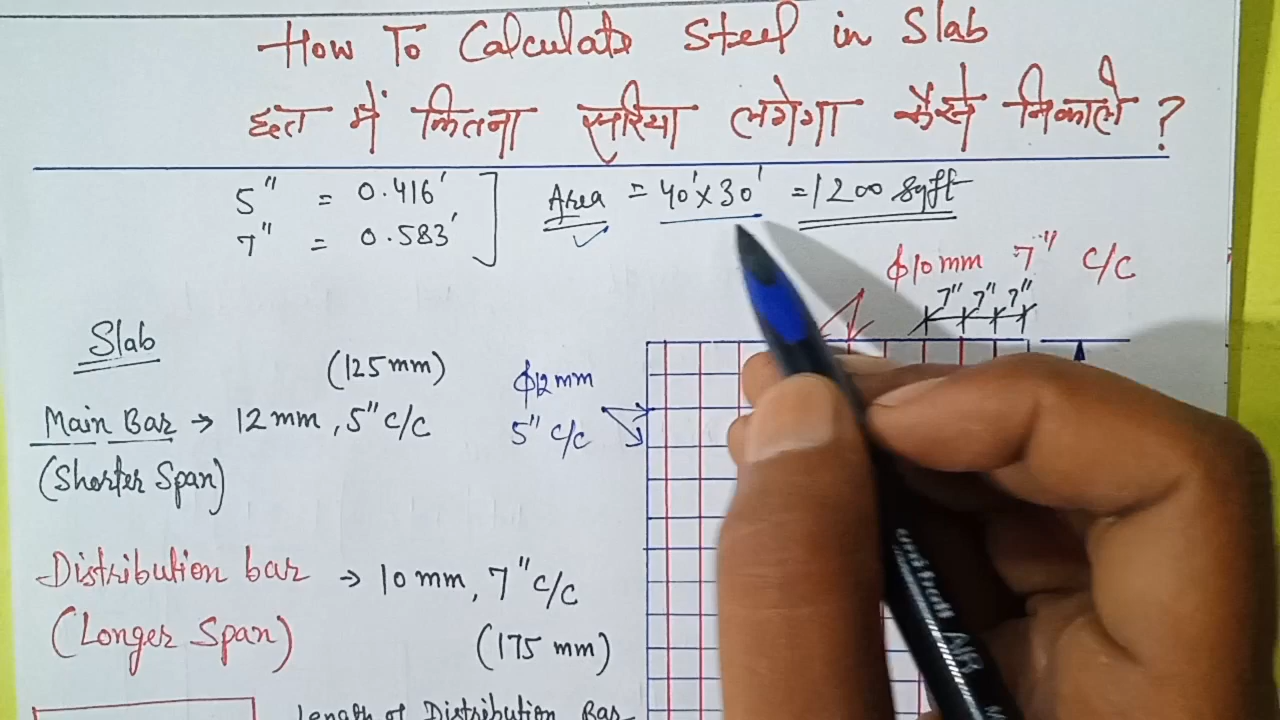 How To Calculate Steel in Slab
छत में कितना सरिया लगेगा कैसे निकाले ?
5" = 0.416'
7" = 0.583'
Area = 40' x 30' = 1200 Sqft
ϕ10mm 7" c/c
7" 7" 7"
Slab
(125mm)
Main Bar → 12mm, 5" c/c
(Shorter Span)
ϕ12mm
5" c/c
Distribution bar → 10mm, 7" c/c
(Longer Span)
(175 mm)
Length of Distribution Bar